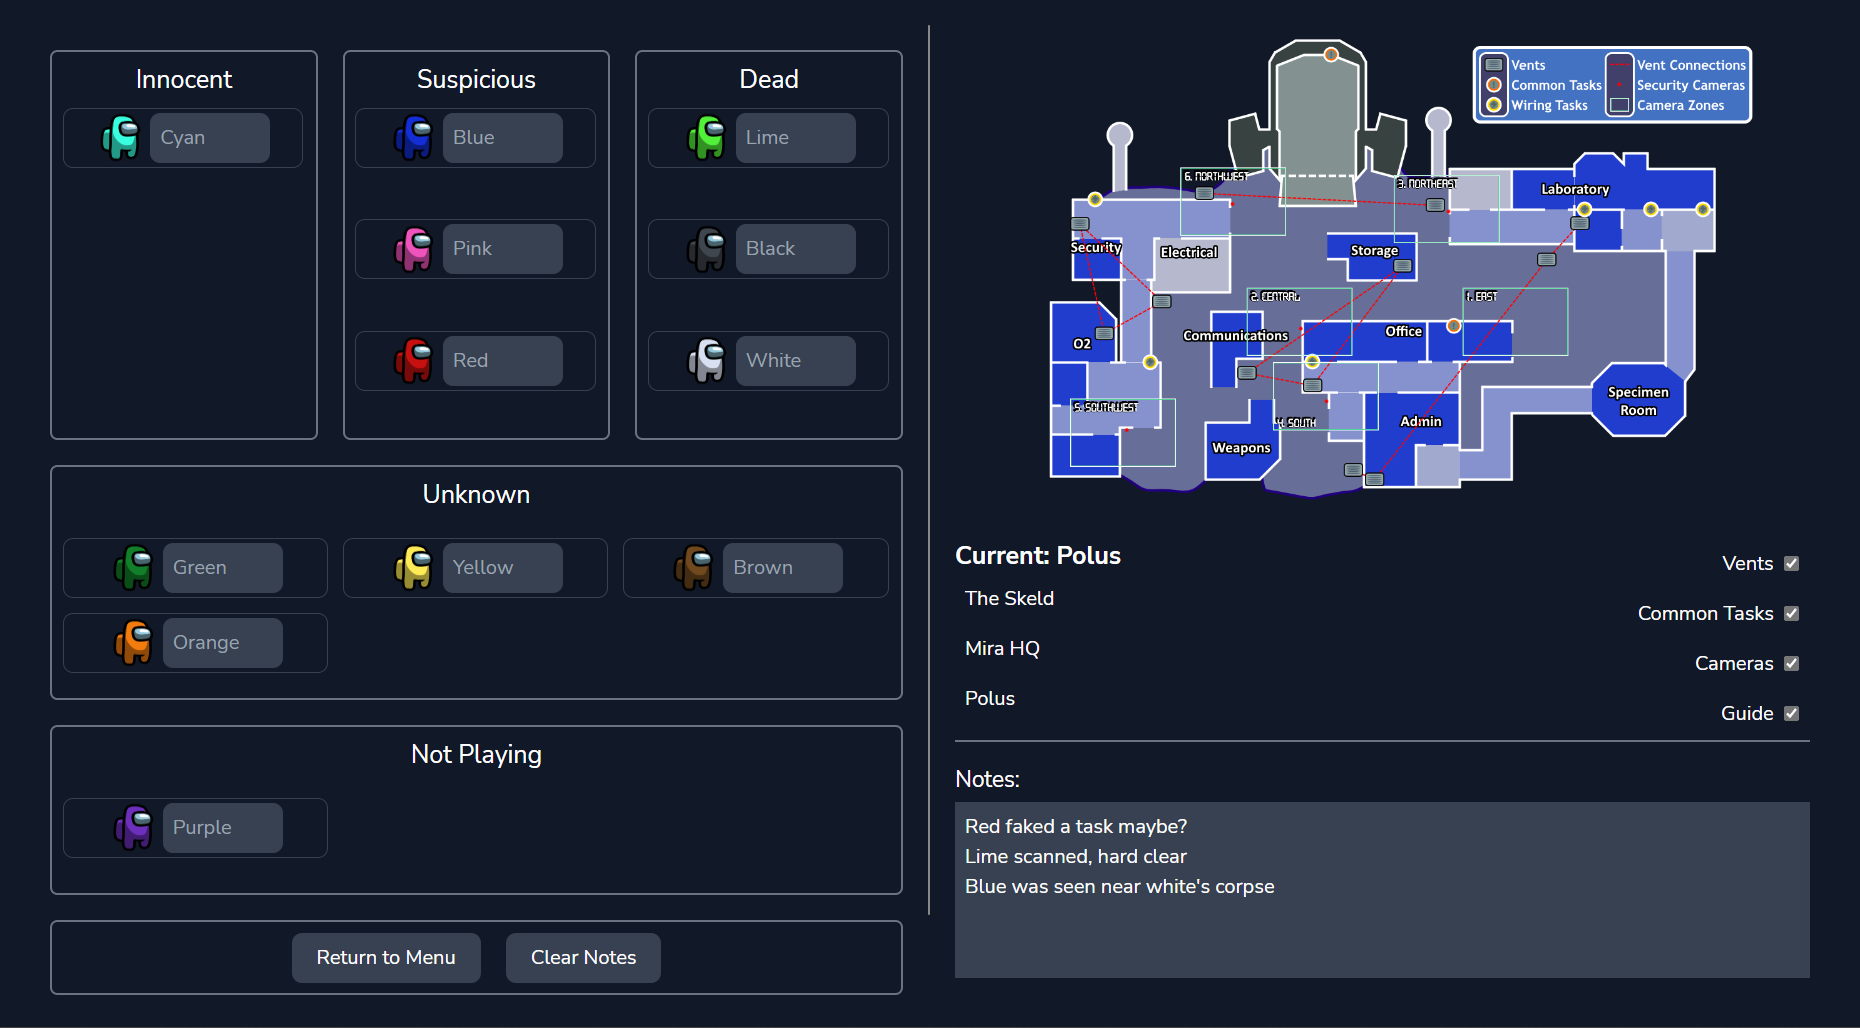 Innocent
Cyan
Suspicious
Blue
Pink
Red
Dead
Lime
Black
White
Unknown
Green
Yellow
Brown
Orange
Not Playing
Purple
Return to Menu
Clear Notes
Vents
Common Tasks
Wiring Tasks
Vent Connections
Security Cameras
Camera Zones
6. NORTHWEST
3. NORTHEAST
Laboratory
Security
Electrical
Storage
2. CENTRAL
1. EAST
O2
Communications
Office
Specimen
Room
5. SOUTHWEST
4. SOUTH
Admin
Weapons
Current: Polus
The Skeld
Mira HQ
Polus
Vents
Common Tasks
Cameras
Guide
Notes:
Red faked a task maybe?
Lime scanned, hard clear
Blue was seen near white's corpse